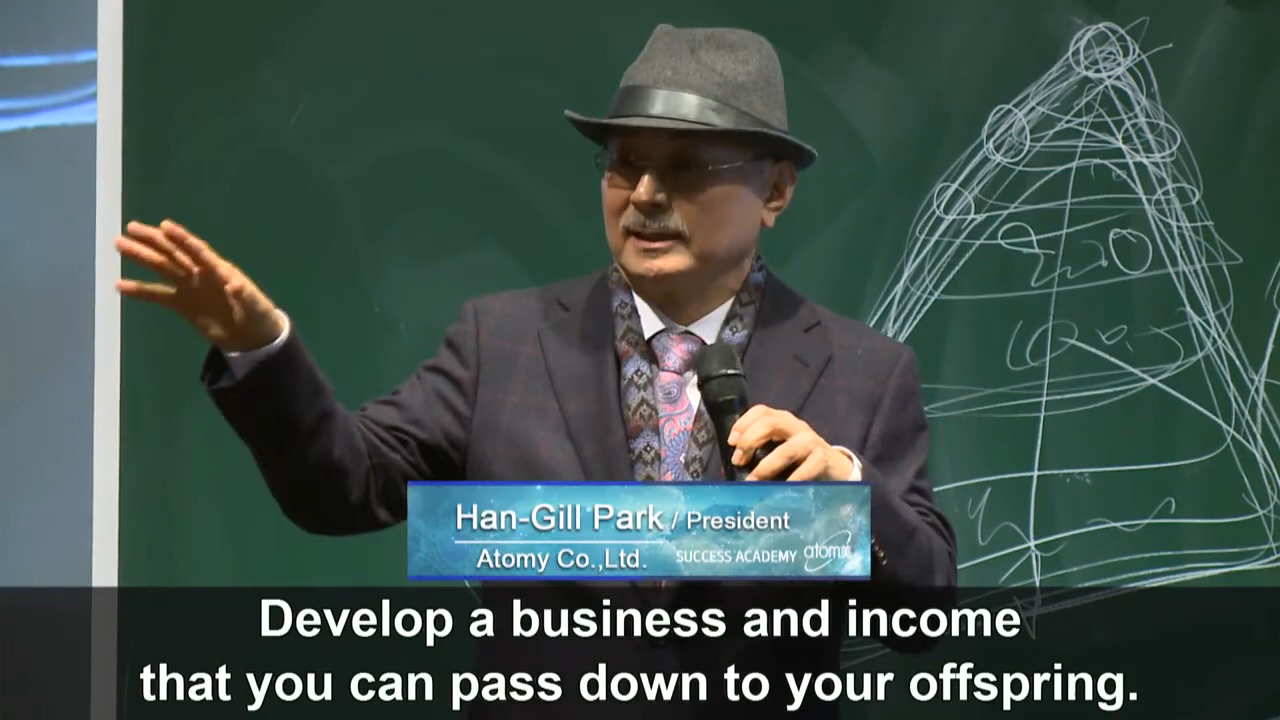 Han-Gill Park / President
Atomy Co.,Ltd.
SUCCESS ACADEMY atomy
Develop a business and income
that you can pass down to your offspring.